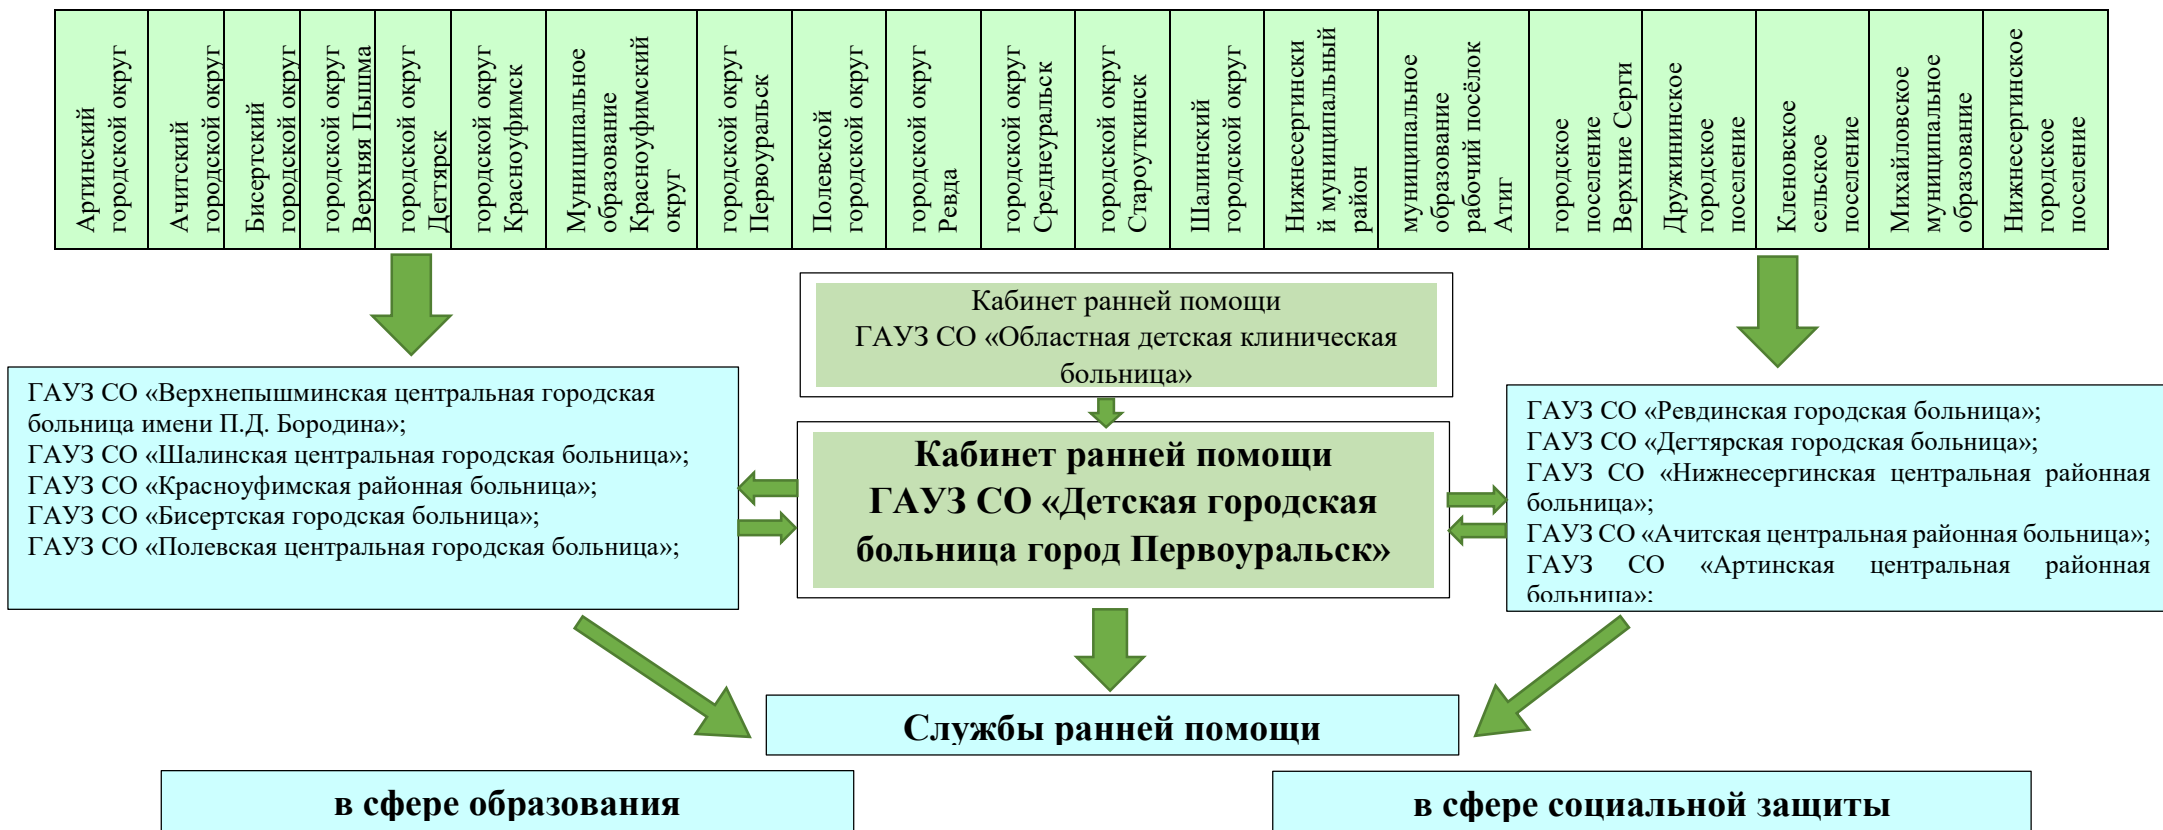 Артинский
городской округ
Ачитский
городской округ
Бисертский
городской округ
городской округ
Верхняя Пышма
городской округ
Дегтярск
городской округ
Красноуфимск
Муниципальное
образование
Красноуфимский
округ
городской округ
Первоуральск
Полевской
городской округ
городской округ
Ревда
городской округ
Среднеуральск
городской округ
Староуткинск
Шалинский
городской округ
Нижнесергински
й муниципальный
район
муниципальное
образование
рабочий посёлок
Атиг
городское
поселение
Верхние Серги
Дружининское
городское
поселение
Кленовское
сельское
поселение
Михайловское
муниципальное
образование
Нижнесергинское
городское
поселение
Кабинет ранней помощи
ГАУЗ СО «Областная детская клиническая
больница»
ГАУЗ СО «Верхнепышминская центральная городская
больница имени П.Д. Бородина»;
ГАУЗ СО «Шалинская центральная городская больница»;
ГАУЗ СО «Красноуфимская районная больница»;
ГАУЗ СО «Бисертская городская больница»;
ГАУЗ СО «Полевская центральная городская больница»;
Кабинет ранней помощи
ГАУЗ СО «Детская городская
больница город Первоуральск»
ГАУЗ СО «Ревдинская городская больница»;
ГАУЗ СО «Дегтярская городская больница»;
ГАУЗ СО «Нижнесергинская центральная районная
больница»;
ГАУЗ СО «Ачитская центральная районная больница»;
ГАУЗ СО «Артинская центральная районная
больница»;
Службы ранней помощи
в сфере образования
в сфере социальной защиты